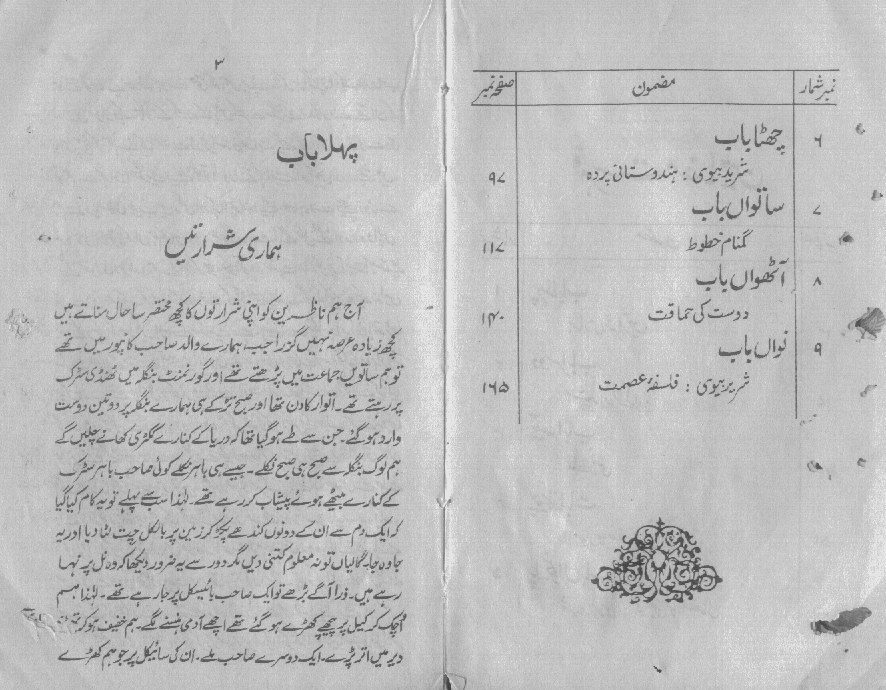 نمبر شمار مضمون صفحہ نمبر
۶ چھٹا باب
شریر بیوی : ہندوستانی پردہ ۹۷
۷ ساتواں باب
گمنام خطوط ۱۱۷
۸ آٹھواں باب
دوست کی حماقت ۱۴۰
۹ نواں باب
شریر بیوی : فلسفۂ عصمت ۱۶۵
۳
پہلا باب
ہماری شرارتیں
آج ہم ناظرین کو اپنی شرارتوں کا کچھ مختصر سا حال سناتے ہیں
کچھ زیادہ عرصہ نہیں گزرا جب ہمارے والد صاحب کانپور میں تھے
تو ہم ساتویں جماعت میں پڑھتے تھے اور گورنمنٹ بنگلہ میں ٹھنڈی سڑک
پر رہتے تھے۔ اتوار کا دن تھا اور صبح تڑکے ہی ہمارے بنگلہ پر دو تین دوست
وارد ہو گئے۔ جن سے طے ہو گیا تھا کہ دریا کے کنارے ککڑی کھانے چلیں گے
ہم لوگ بنگلہ سے صبح ہی صبح نکلے۔ جیسے ہی باہر نکلے کوئی صاحب باہر سڑک
کے کنارے بیٹھے ہوئے پیشاب کر رہے تھے۔ لہٰذا سب سے پہلے تو یہ کام کیا گیا
کہ ایک دم سے ان کے دونوں کندھے پکڑ کر زمین پر بالکل چت لٹا دیا اور یہ
جا وہ جا۔ گالیاں تو نہ معلوم کتنی دیں مگر دور سے یہ ضرور دیکھا کہ وہ نل پر نہا
رہے ہیں۔ ذرا آگے بڑھے تو ایک صاحب بائیسکل پر جا رہے تھے۔ لہٰذا ہم
اُچک کر کیل پر پیچھے کھڑے ہو گئے تھے اچھے آدمی ہنسنے لگے۔ ہم خفیف ہو کر
دیر میں اتر پڑے۔ ایک دوسرے صاحب ملے۔ ان کی سائیکل پر جو ہم کھڑے